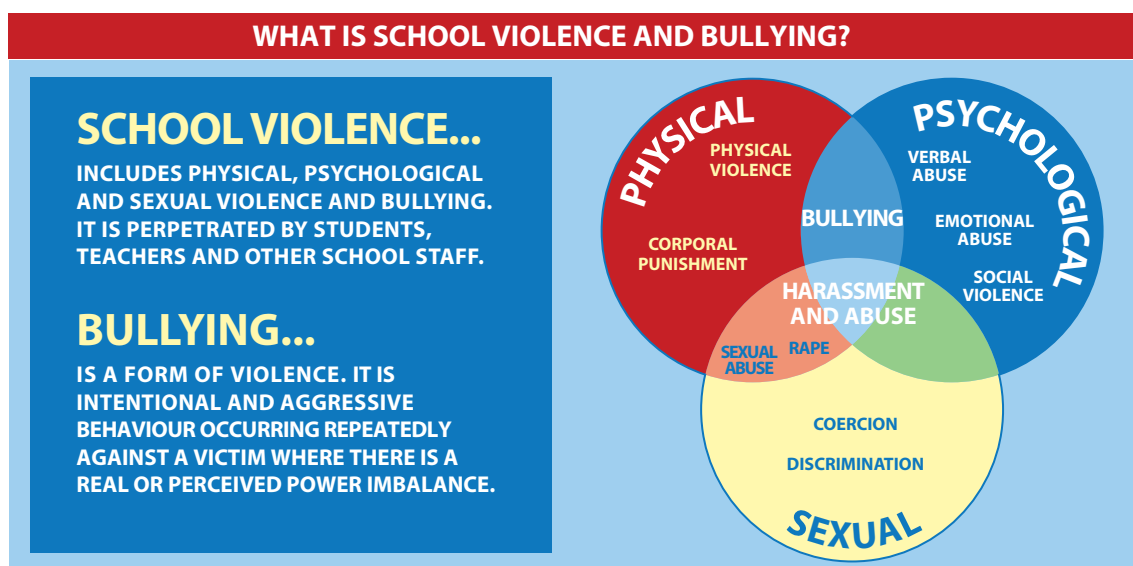 WHAT IS SCHOOL VIOLENCE AND BULLYING?
SCHOOL VIOLENCE...
INCLUDES PHYSICAL, PSYCHOLOGICAL
AND SEXUAL VIOLENCE AND BULLYING.
IT IS PERPETRATED BY STUDENTS,
TEACHERS AND OTHER SCHOOL STAFF.
BULLYING...
IS A FORM OF VIOLENCE. IT IS
INTENTIONAL AND AGGRESSIVE
BEHAVIOUR OCCURRING REPEATEDLY
AGAINST A VICTIM WHERE THERE IS A
REAL OR PERCEIVED POWER IMBALANCE.
PHYSICAL
PHYSICAL
VIOLENCE
CORPORAL
PUNISHMENT
BULLYING
PSYCHOLOGICAL
VERBAL
ABUSE
EMOTIONAL
ABUSE
SOCIAL
VIOLENCE
HARASSMENT
AND ABUSE
SEXUAL
ABUSE
RAPE
COERCION
DISCRIMINATION
SEXUAL